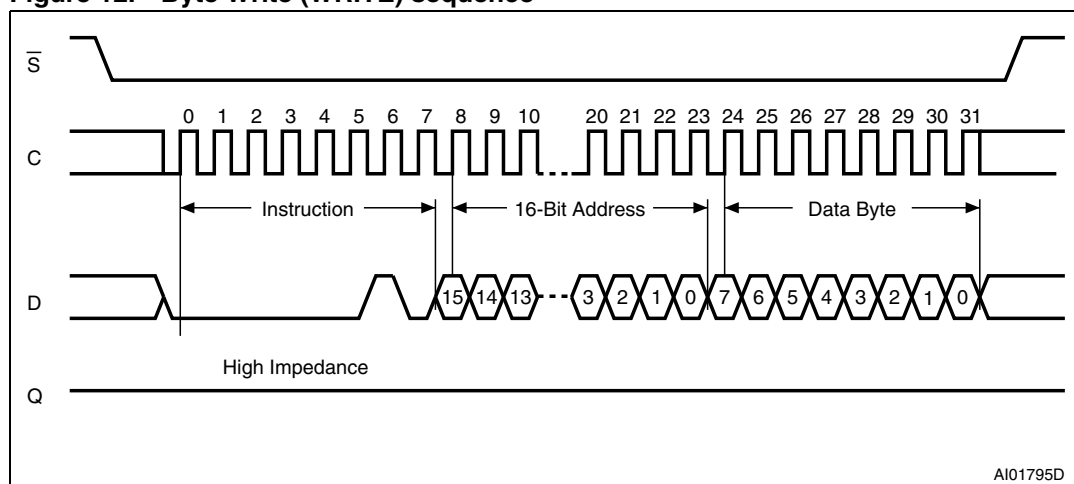 Figure 12. Byte Write (WRITE) sequence
S
0 1 2 3 4 5 6 7 8 9 10 20 21 22 23 24 25 26 27 28 29 30 31
C
Instruction 16-Bit Address Data Byte
D
15 14 13 3 2 1 0 7 6 5 4 3 2 1 0
High Impedance
Q
AI01795D